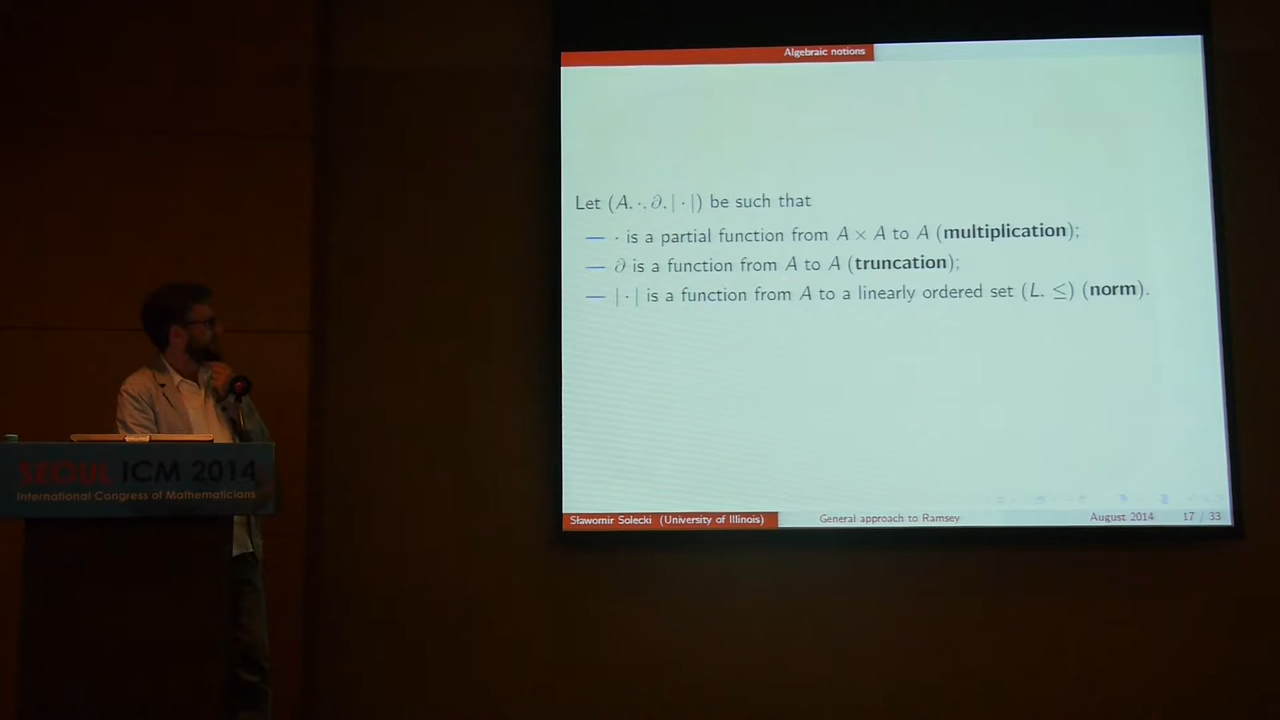 Algebraic notions
Let (A, ·, ∂, | · |) be such that
— · is a partial function from A × A to A (multiplication);
— ∂ is a function from A to A (truncation);
— | · | is a function from A to a linearly ordered set (L, ≤) (norm).
Sławomir Solecki (University of Illinois)
General approach to Ramsey
August 2014
17 / 33
SEOUL ICM 2014
International Congress of Mathematicians